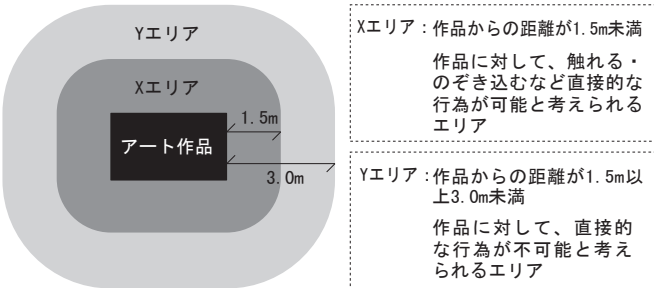 Yエリア
Xエリア
アート作品
1.5m
3.0m
Xエリア：作品からの距離が1.5m未満
作品に対して、触れる・
のぞき込むなど直接的な
行為が可能と考えられる
エリア
Yエリア：作品からの距離が1.5m以
上3.0m未満
作品に対して、直接的
な行為が不可能と考え
られるエリア